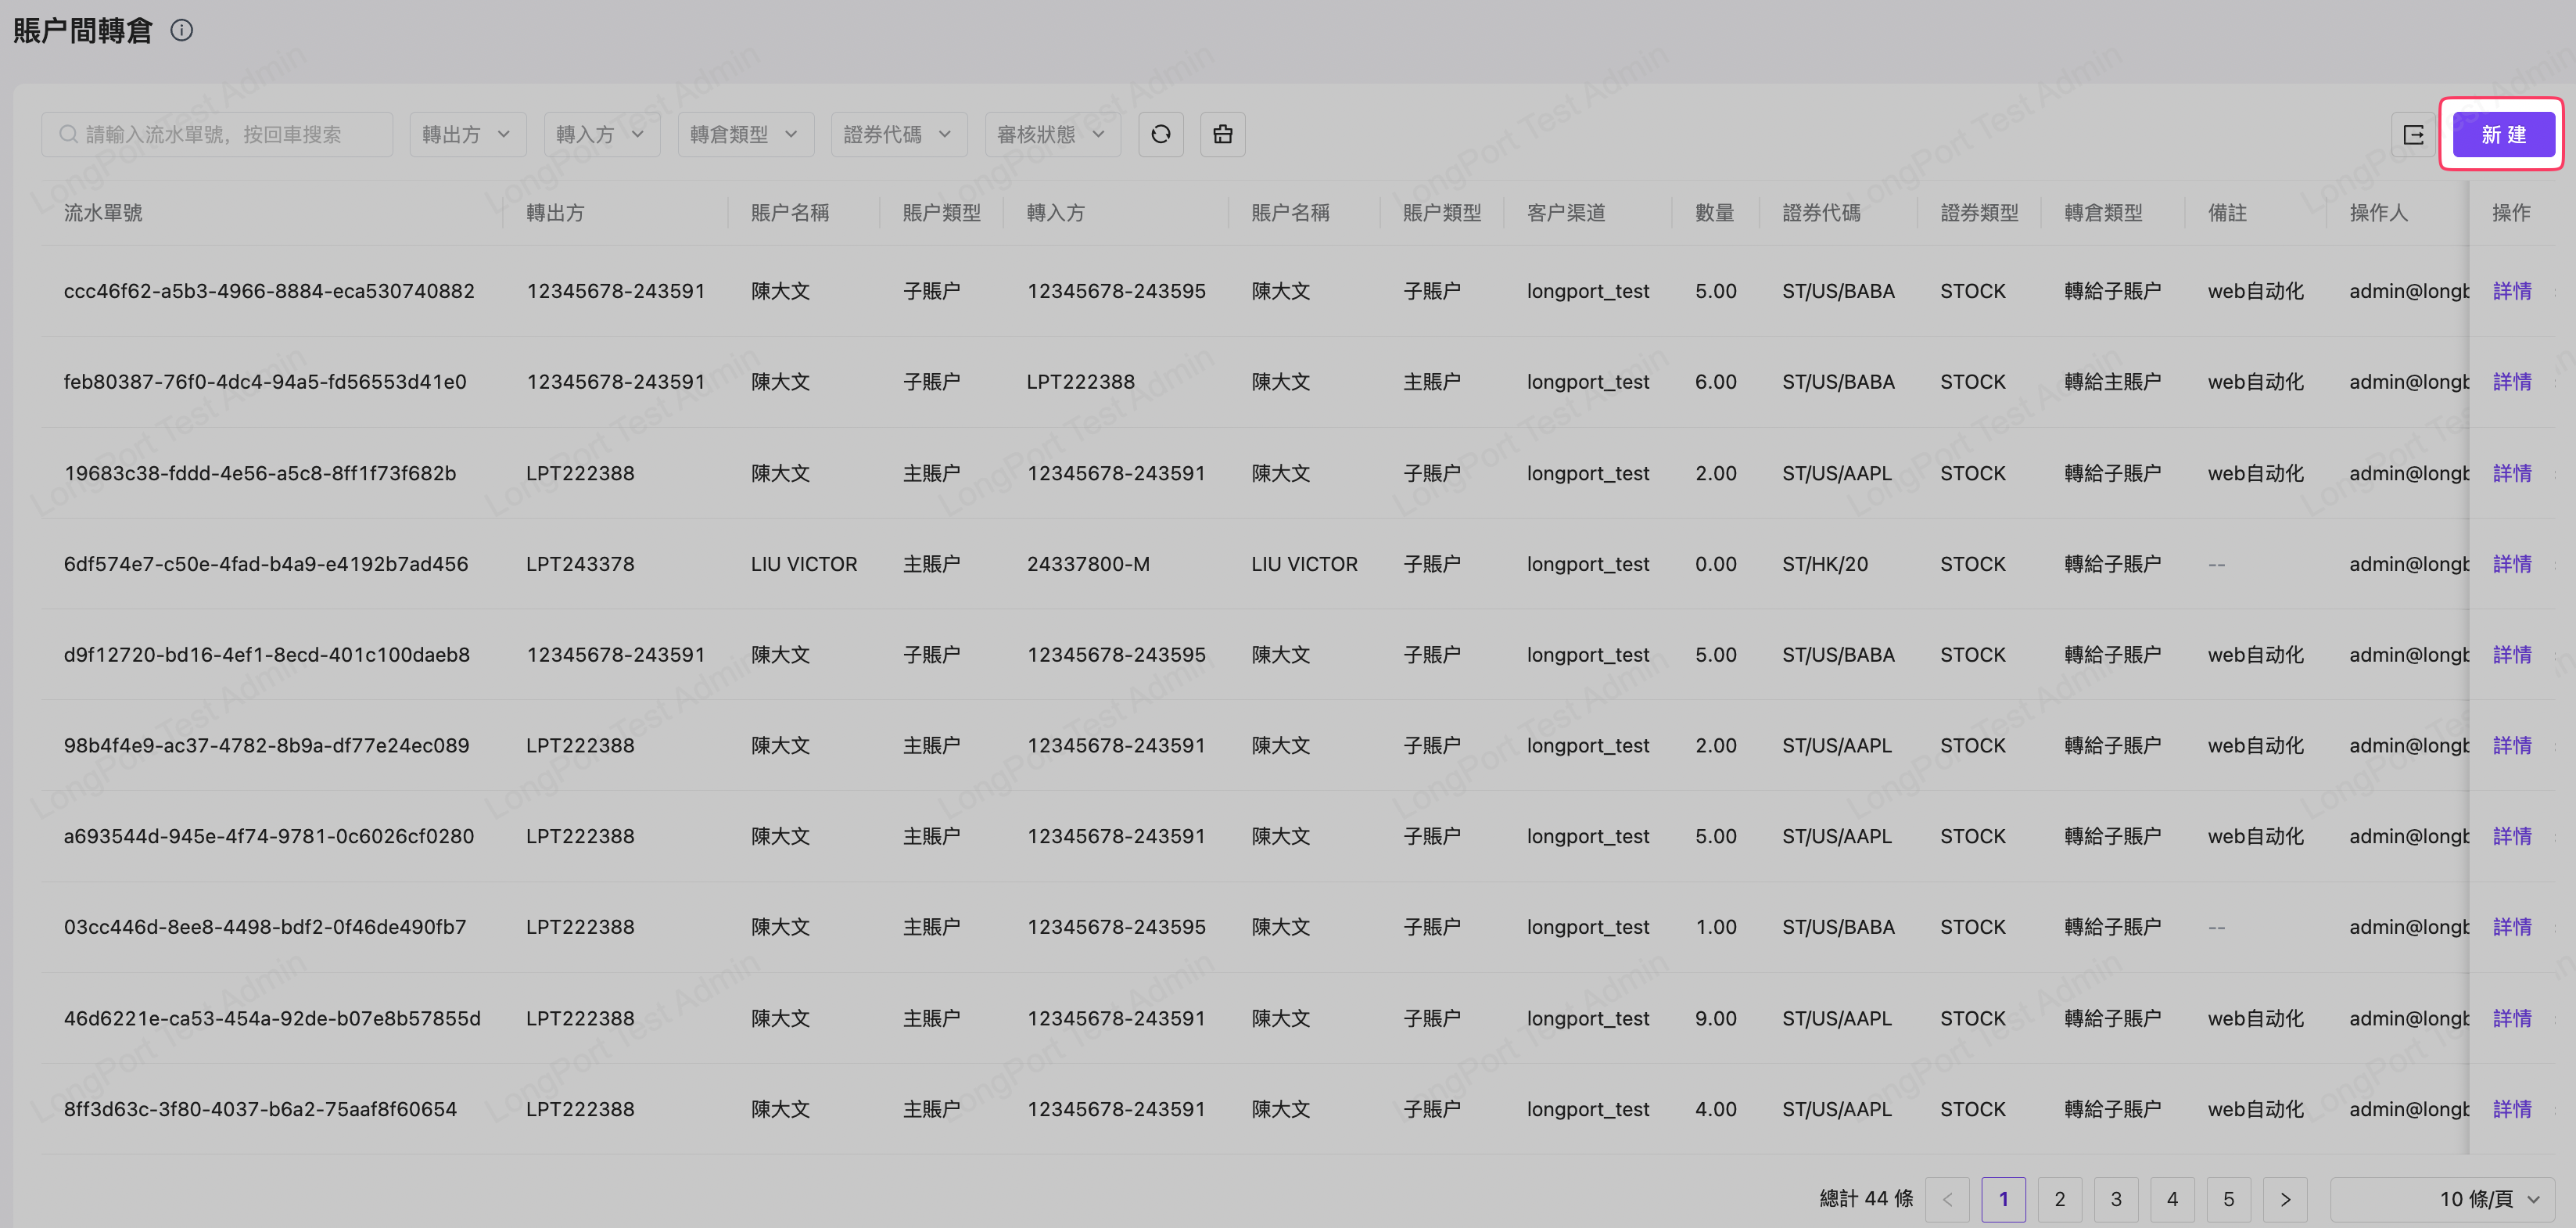 賬户間轉倉
請輸入流水單號，按回車搜索 轉出方 轉入方 轉倉類型 證券代碼 審核狀態 新 建
流水單號 轉出方 賬户名稱 賬户類型 轉入方 賬户名稱 賬户類型 客户渠道 數量 證券代碼 證券類型 轉倉類型 備註 操作人 操作
ccc46f62-a5b3-4966-8884-eca530740882 12345678-243591 陳大文 子賬户 12345678-243595 陳大文 子賬户 longport_test 5.00 ST/US/BABA STOCK 轉給子賬户 web自动化 admin@longb 詳情
feb80387-76f0-4dc4-94a5-fd56553d41e0 12345678-243591 陳大文 子賬户 LPT222388 陳大文 主賬户 longport_test 6.00 ST/US/BABA STOCK 轉給主賬户 web自动化 admin@longb 詳情
19683c38-fddd-4e56-a5c8-8ff1f73f682b LPT222388 陳大文 主賬户 12345678-243591 陳大文 子賬户 longport_test 2.00 ST/US/AAPL STOCK 轉給子賬户 web自动化 admin@longb 詳情
6df574e7-c50e-4fad-b4a9-e4192b7ad456 LPT243378 LIU VICTOR 主賬户 24337800-M LIU VICTOR 子賬户 longport_test 0.00 ST/HK/20 STOCK 轉給子賬户 -- admin@longb 詳情
d9f12720-bd16-4ef1-8ecd-401c100daeb8 12345678-243591 陳大文 子賬户 12345678-243595 陳大文 子賬户 longport_test 5.00 ST/US/BABA STOCK 轉給子賬户 web自动化 admin@longb 詳情
98b4f4e9-ac37-4782-8b9a-df77e24ec089 LPT222388 陳大文 主賬户 12345678-243591 陳大文 子賬户 longport_test 2.00 ST/US/AAPL STOCK 轉給子賬户 web自动化 admin@longb 詳情
a693544d-945e-4f74-9781-0c6026cf0280 LPT222388 陳大文 主賬户 12345678-243591 陳大文 子賬户 longport_test 5.00 ST/US/AAPL STOCK 轉給子賬户 web自动化 admin@longb 詳情
03cc446d-8ee8-4498-bdf2-0f46de490fb7 LPT222388 陳大文 主賬户 12345678-243595 陳大文 子賬户 longport_test 1.00 ST/US/BABA STOCK 轉給子賬户 -- admin@longb 詳情
46d6221e-ca53-454a-92de-b07e8b57855d LPT222388 陳大文 主賬户 12345678-243591 陳大文 子賬户 longport_test 9.00 ST/US/AAPL STOCK 轉給子賬户 web自动化 admin@longb 詳情
8ff3d63c-3f80-4037-b6a2-75aaf8f60654 LPT222388 陳大文 主賬户 12345678-243591 陳大文 子賬户 longport_test 4.00 ST/US/AAPL STOCK 轉給子賬户 web自动化 admin@longb 詳情
總計 44 條 < 1 2 3 4 5 > 10 條/頁
LongPort Test Admin